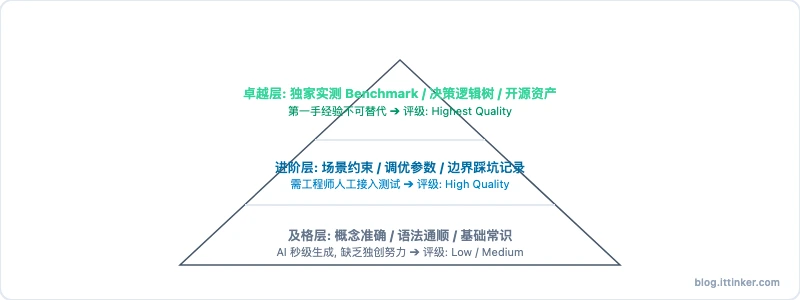 卓越层: 独家实测 Benchmark / 决策逻辑树 / 开源资产
第一手经验不可替代 ➔ 评级: Highest Quality
进阶层: 场景约束 / 调优参数 / 边界踩坑记录
需工程师人工接入测试 ➔ 评级: High Quality
及格层: 概念准确 / 语法通顺 / 基础常识
AI 秒级生成, 缺乏独创努力 ➔ 评级: Low / Medium
blog.ittinker.com